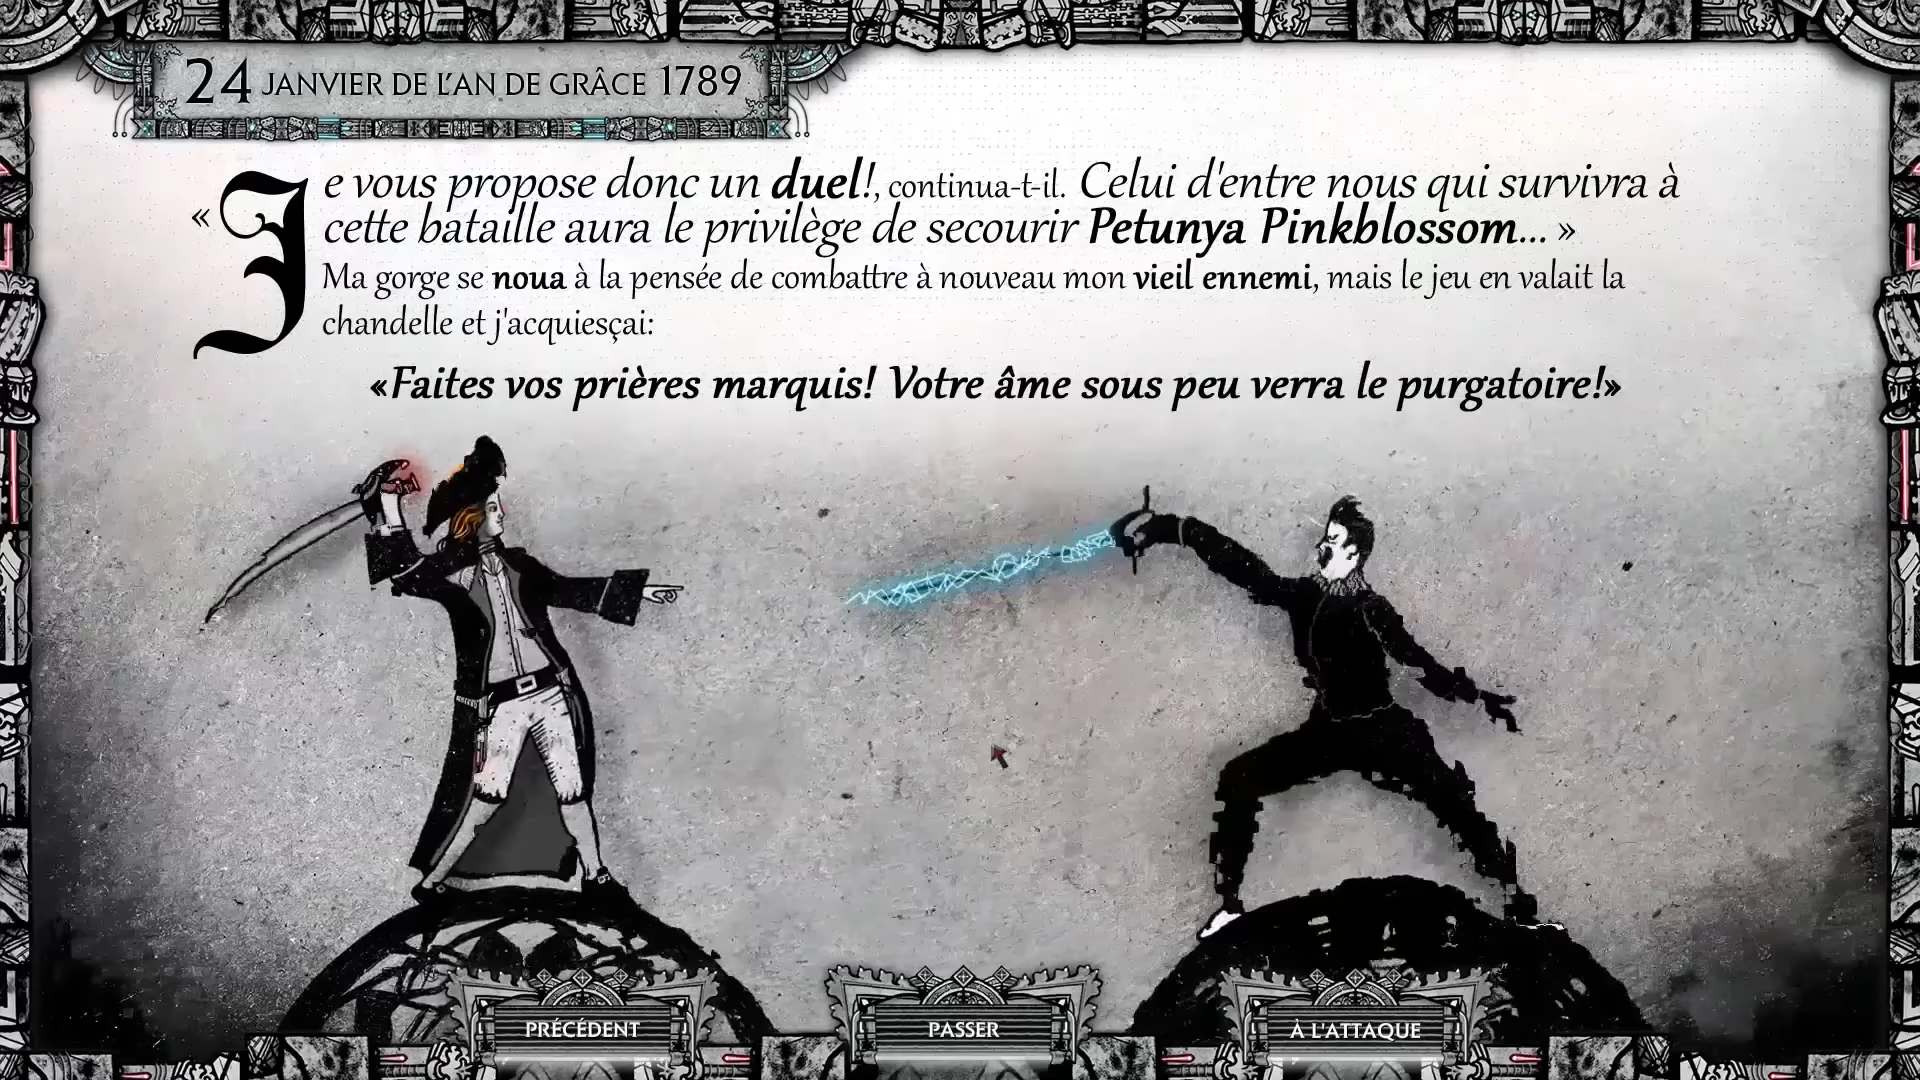 24 JANVIER DE L'AN DE GRÂCE 1789
« Je vous propose donc un duel!, continua-t-il. Celui d'entre nous qui survivra à
cette bataille aura le privilège de secourir Petunya Pinkblossom... »
Ma gorge se noua à la pensée de combattre à nouveau mon vieil ennemi, mais le jeu en valait la
chandelle et j'acquiesçai:
«Faites vos prières marquis! Votre âme sous peu verra le purgatoire!»
PRÉCÉDENT
PASSER
À L'ATTAQUE